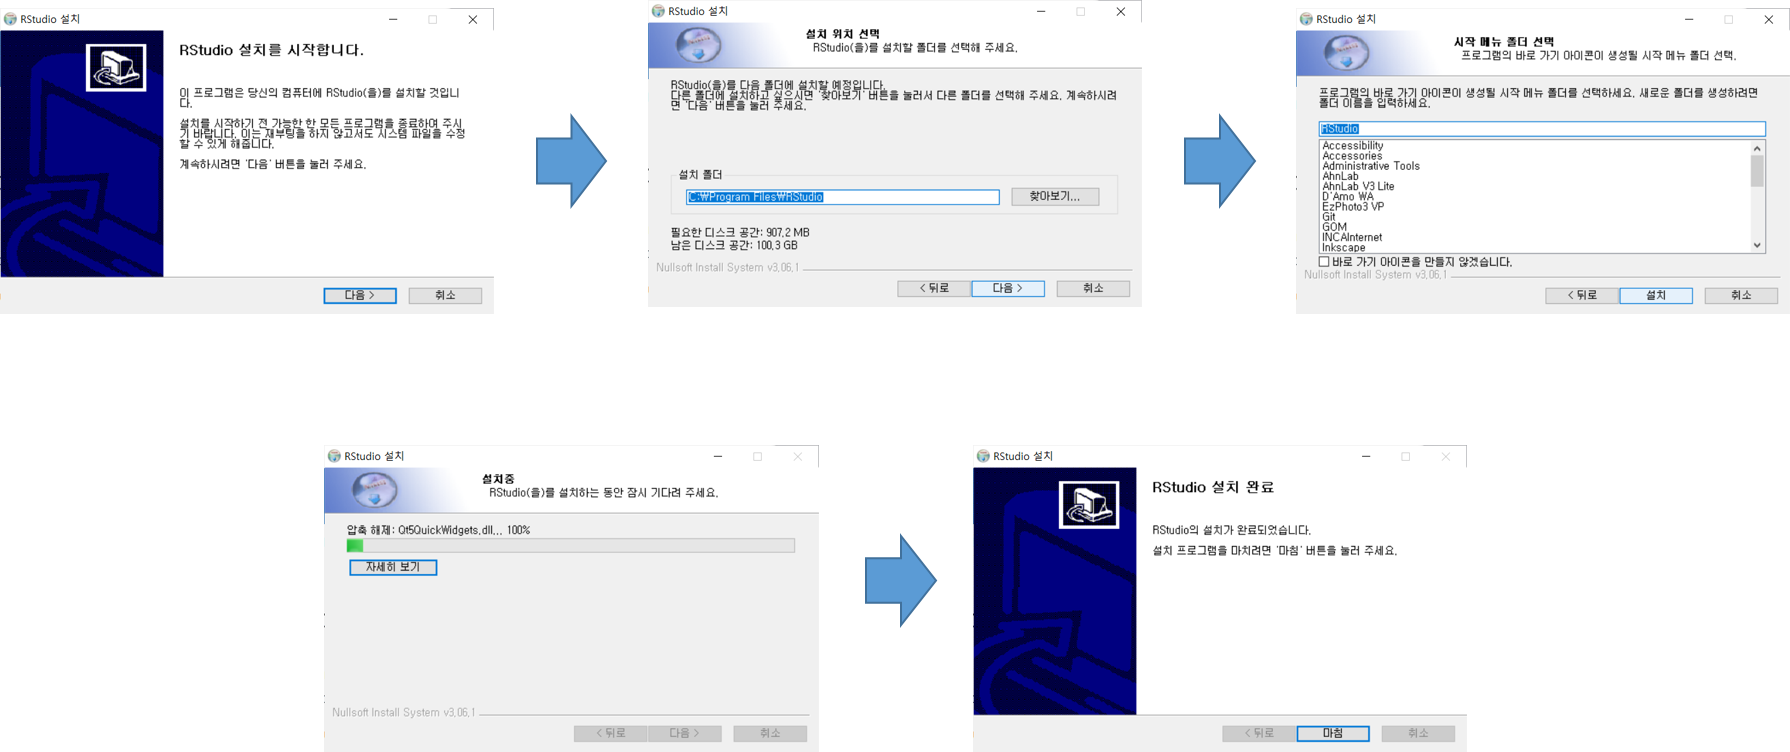 RStudio 설치
RStudio 설치를 시작합니다.
이 프로그램은 당신의 컴퓨터에 RStudio(을)를 설치할 것입니
다.
설치를 시작하기 전 가능한 한 모든 프로그램을 종료하여 주시
기 바랍니다. 이는 재부팅을 하지 않고서도 시스템 파일을 수정
할 수 있게 해줍니다.
계속하시려면 '다음' 버튼을 눌러 주세요.
다음 >
취소
RStudio 설치
설치 위치 선택
RStudio(을)를 설치할 폴더를 선택해 주세요.
RStudio(을)를 다음 폴더에 설치할 예정입니다.
다른 폴더에 설치하고 싶으시면 '찾아보기' 버튼을 눌러서 다른 폴더를 선택해 주세요. 계속하시려
면 '다음' 버튼을 눌러 주세요.
설치 폴더
C:₩Program Files₩RStudio
찾아보기...
필요한 디스크 공간: 907.2 MB
남은 디스크 공간: 100.3 GB
Nullsoft Install System v3.06.1
< 뒤로
다음 >
취소
RStudio 설치
시작 메뉴 폴더 선택
프로그램의 바로 가기 아이콘이 생성될 시작 메뉴 폴더 선택.
프로그램의 바로 가기 아이콘이 생성될 시작 메뉴 폴더를 선택하세요. 새로운 폴더를 생성하려면
폴더 이름을 입력하세요.
RStudio
Accessibility
Accessories
Administrative Tools
AhnLab
AhnLab V3 Lite
D'Amo WA
EzPhoto3 VP
Git
GOM
INCAInternet
Inkscape
바로 가기 아이콘을 만들지 않겠습니다.
Nullsoft Install System v3.06.1
< 뒤로
설치
취소
RStudio 설치
설치중
RStudio(을)를 설치하는 동안 잠시 기다려 주세요.
압축 해제: Qt5QuickWidgets.dll... 100%
자세히 보기
Nullsoft Install System v3.06.1
< 뒤로
다음 >
취소
RStudio 설치
RStudio 설치 완료
RStudio의 설치가 완료되었습니다.
설치 프로그램을 마치려면 '마침' 버튼을 눌러 주세요.
< 뒤로
마침
취소